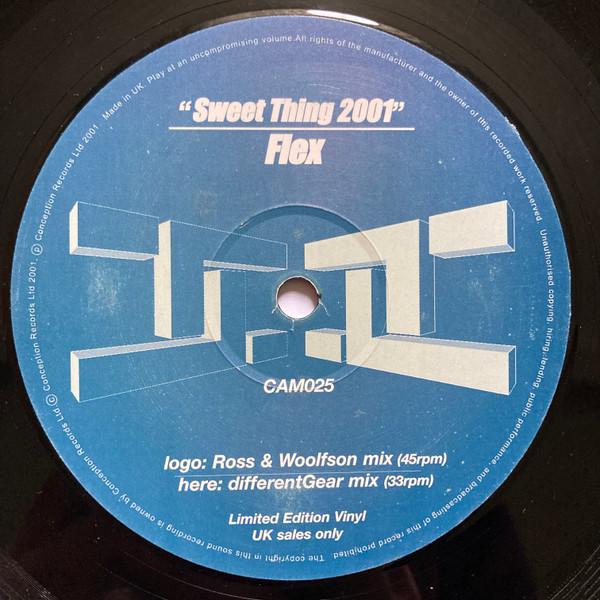 "Sweet Thing 2001"
Flex
CAM025
logo: Ross & Woolfson mix (45rpm)
here: differentGear mix (33rpm)
Limited Edition Vinyl
UK sales only
The copyright in this sound recording is owned by Conception Records Ltd © Conception Records Ltd 2001. ℗ Conception Records Ltd 2001. Made in UK. Play at an uncompromising volume. All rights of the manufacturer and the owner of this recorded work reserved. Unauthorised copying, hiring, lending, public performance, and broadcasting of this record prohibited.